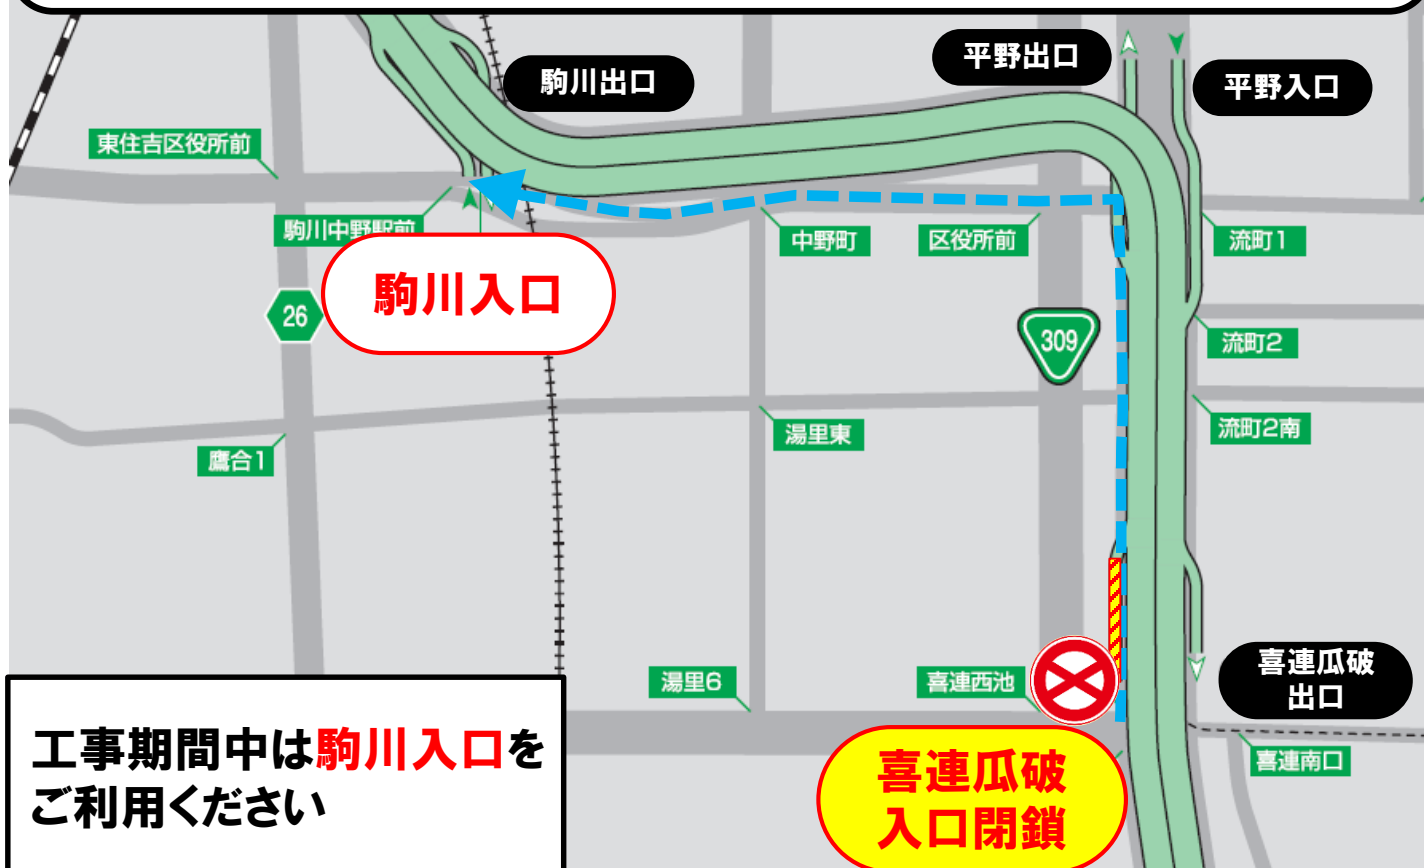 駒川出口
平野出口
平野入口
東住吉区役所前
駒川中野駅前
中野町
区役所前
流町1
駒川入口
26
309
流町2
湯里東
流町2南
鷹合1
湯里6
喜連西池
喜連瓜破
出口
工事期間中は駒川入口を
ご利用ください
喜連瓜破
入口閉鎖
喜連南口